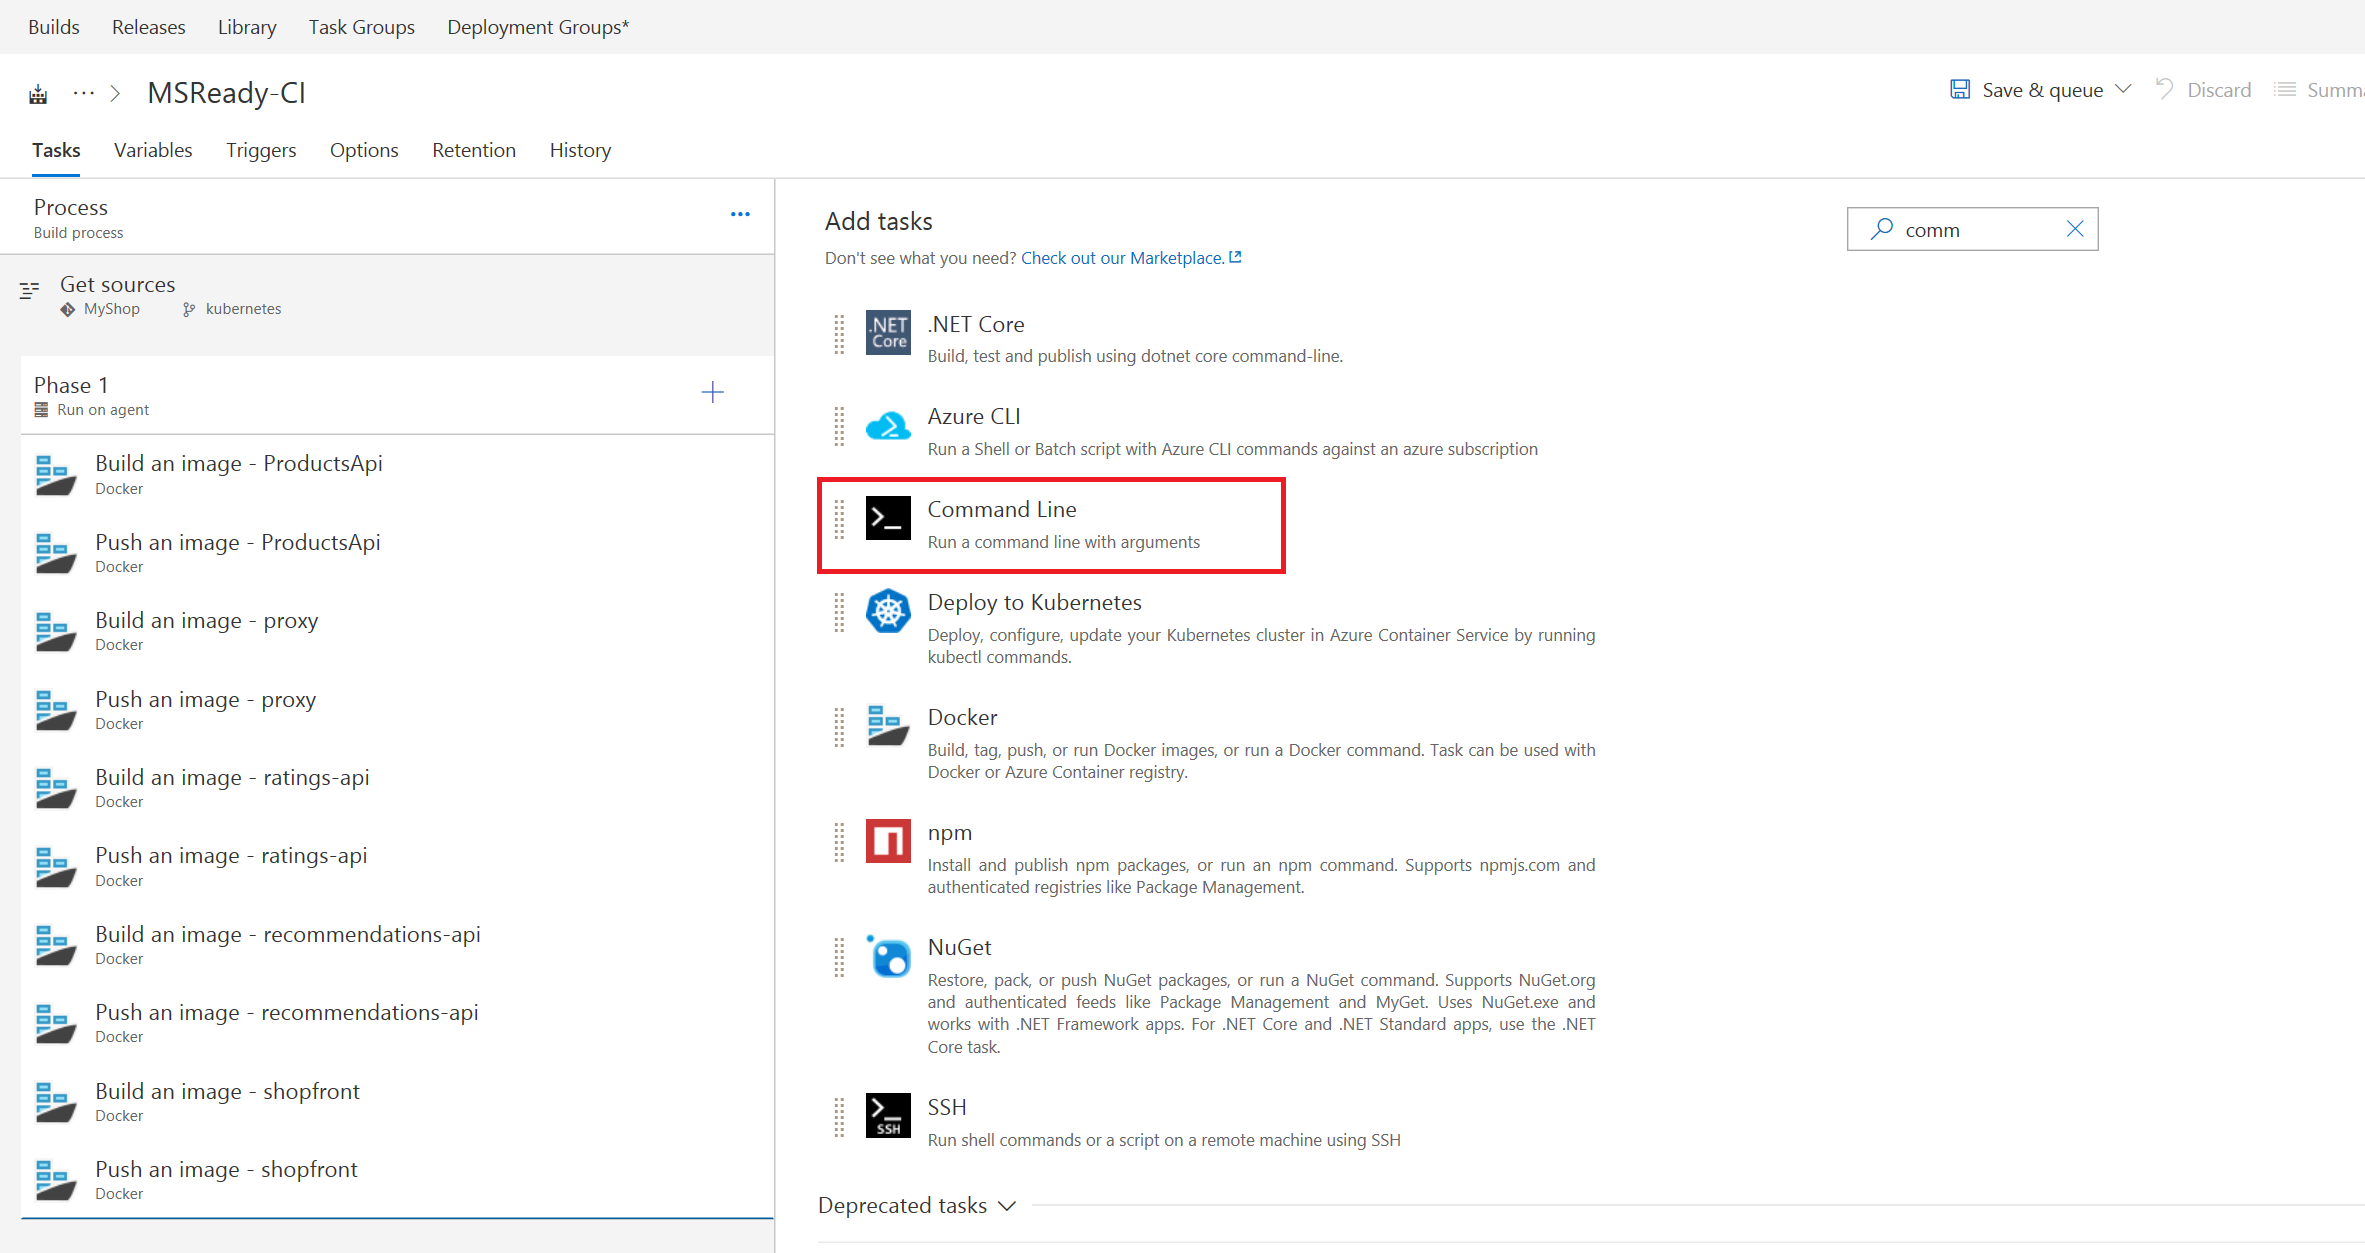 Builds Releases Library Task Groups Deployment Groups*
··· > MSReady-CI
Save & queue Discard
Tasks Variables Triggers Options Retention History
Process
Build process
Get sources
MyShop kubernetes
Phase 1
Run on agent
Build an image - ProductsApi
Docker
Push an image - ProductsApi
Docker
Build an image - proxy
Docker
Push an image - proxy
Docker
Build an image - ratings-api
Docker
Push an image - ratings-api
Docker
Build an image - recommendations-api
Docker
Push an image - recommendations-api
Docker
Build an image - shopfront
Docker
Push an image - shopfront
Docker
Add tasks
comm
Don't see what you need? Check out our Marketplace.
.NET Core
.NET Core
Build, test and publish using dotnet core command-line.
Azure CLI
Run a Shell or Batch script with Azure CLI commands against an azure subscription
Command Line
Run a command line with arguments
Deploy to Kubernetes
Deploy, configure, update your Kubernetes cluster in Azure Container Service by running
kubectl commands.
Docker
Build, tag, push, or run Docker images, or run a Docker command. Task can be used with
Docker or Azure Container registry.
npm
Install and publish npm packages, or run an npm command. Supports npmjs.com and
authenticated registries like Package Management.
NuGet
Restore, pack, or push NuGet packages, or run a NuGet command. Supports NuGet.org
and authenticated feeds like Package Management and MyGet. Uses NuGet.exe and
works with .NET Framework apps. For .NET Core and .NET Standard apps, use the .NET
Core task.
SSH
SSH
Run shell commands or a script on a remote machine using SSH
Deprecated tasks